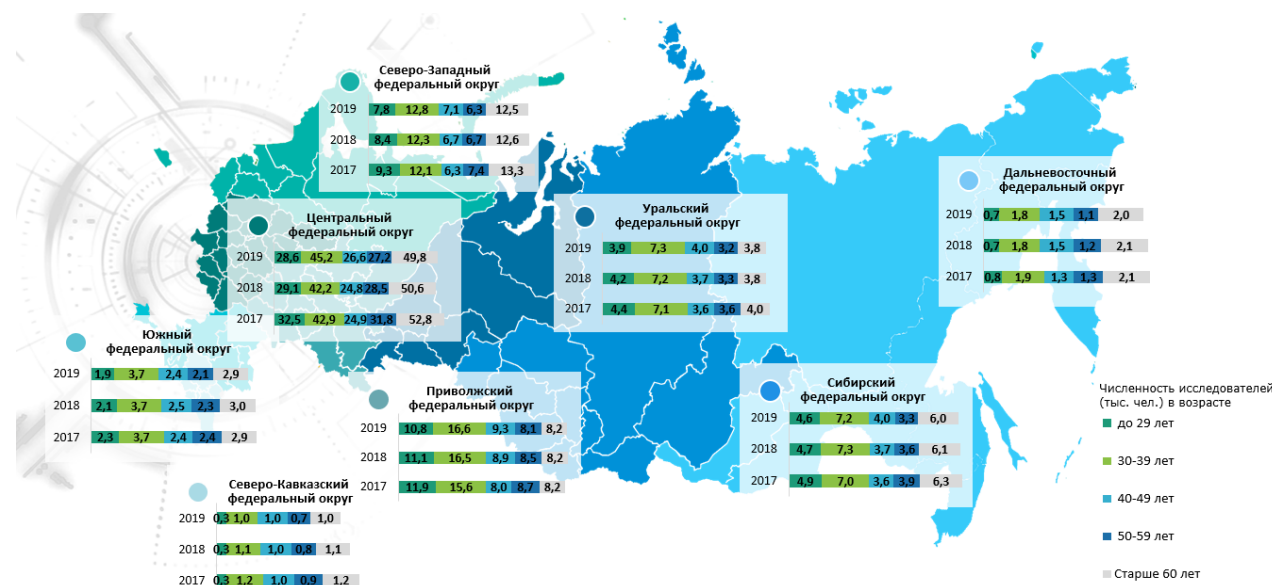 Северо-Западный
федеральный округ
2019 7,8 12,8 7,1 6,3 12,5
2018 8,4 12,3 6,7 6,7 12,6
2017 9,3 12,1 6,3 7,4 13,3
Центральный
федеральный округ
2019 28,6 45,2 26,6 27,2 49,8
2018 29,1 42,2 24,8 28,5 50,6
2017 32,5 42,9 24,9 31,8 52,8
Уральский
федеральный округ
2019 3,9 7,3 4,0 3,2 3,8
2018 4,2 7,2 3,7 3,3 3,8
2017 4,4 7,1 3,6 3,6 4,0
Дальневосточный
федеральный округ
2019 0,7 1,8 1,5 1,1 2,0
2018 0,7 1,8 1,5 1,2 2,1
2017 0,8 1,9 1,3 1,3 2,1
Южный
федеральный округ
2019 1,9 3,7 2,4 2,1 2,9
2018 2,1 3,7 2,5 2,3 3,0
2017 2,3 3,7 2,4 2,4 2,9
Приволжский
федеральный округ
2019 10,8 16,6 9,3 8,1 8,2
2018 11,1 16,5 8,9 8,5 8,2
2017 11,9 15,6 8,0 8,7 8,2
Сибирский
федеральный округ
2019 4,6 7,2 4,0 3,3 6,0
2018 4,7 7,3 3,7 3,6 6,1
2017 4,9 7,0 3,6 3,9 6,3
Северо-Кавказский
федеральный округ
2019 0,3 1,0 1,0 0,7 1,0
2018 0,3 1,1 1,0 0,8 1,1
2017 0,3 1,2 1,0 0,9 1,2
Численность исследователей
(тыс. чел.) в возрасте
до 29 лет
30-39 лет
40-49 лет
50-59 лет
Старше 60 лет